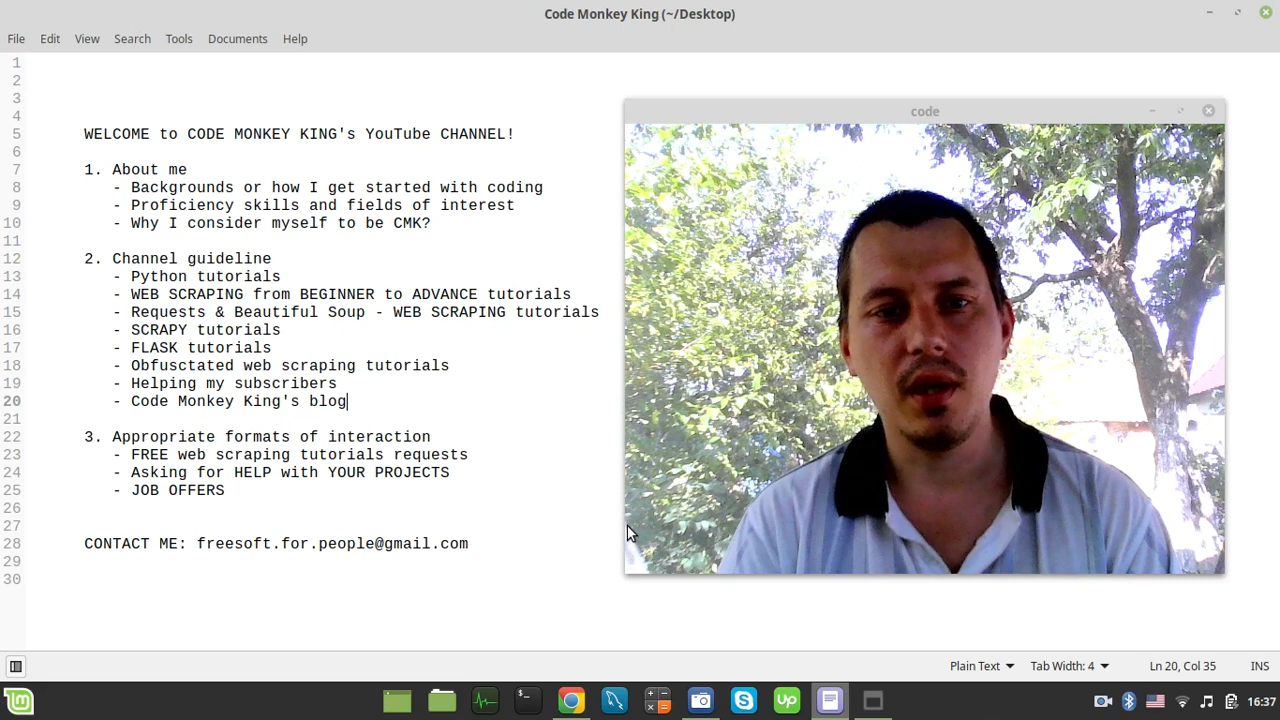 Code Monkey King (~/Desktop)
File Edit View Search Tools Documents Help
1
2
3
4
5 WELCOME to CODE MONKEY KING's YouTube CHANNEL!
6
7 1. About me
8 - Backgrounds or how I get started with coding
9 - Proficiency skills and fields of interest
10 - Why I consider myself to be CMK?
11
12 2. Channel guideline
13 - Python tutorials
14 - WEB SCRAPING from BEGINNER to ADVANCE tutorials
15 - Requests & Beautiful Soup - WEB SCRAPING tutorials
16 - SCRAPY tutorials
17 - FLASK tutorials
18 - Obfusctated web scraping tutorials
19 - Helping my subscribers
20 - Code Monkey King's blog
21
22 3. Appropriate formats of interaction
23 - FREE web scraping tutorials requests
24 - Asking for HELP with YOUR PROJECTS
25 - JOB OFFERS
26
27
28 CONTACT ME: freesoft.for.people@gmail.com
29
30
code
Plain Text Tab Width: 4 Ln 20, Col 35 INS
Up 16:37